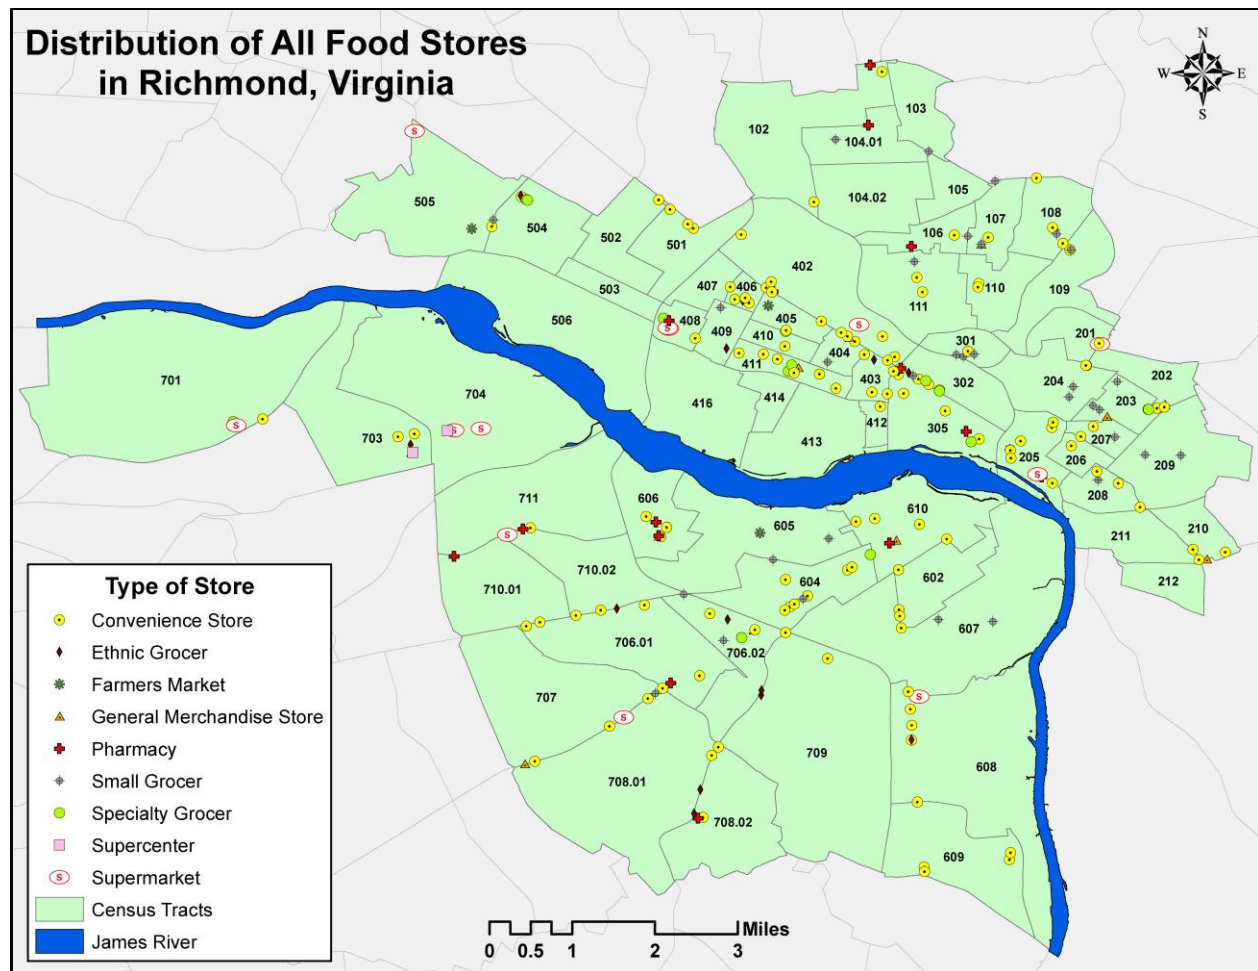 Distribution of All Food Stores
in Richmond, Virginia
N
W E
S
103
102
104.01
505
104.02
105
504
107
108
106
502
501
402
503
407
406
110
109
111
506
408
405
201
409
410
301
701
404
204
202
704
411
403
302
203
416
414
703
412
305
207
413
205
206
209
208
711
606
605
610
211
210
710.02
212
710.01
604
602
607
706.01
706.02
707
709
608
708.01
708.02
609
S
S
S
S
S
S
S
S
S
S
S
Type of Store
Convenience Store
Ethnic Grocer
Farmers Market
General Merchandise Store
Pharmacy
Small Grocer
Specialty Grocer
Supercenter
S Supermarket
Census Tracts
James River
Miles
0 0.5 1 2 3